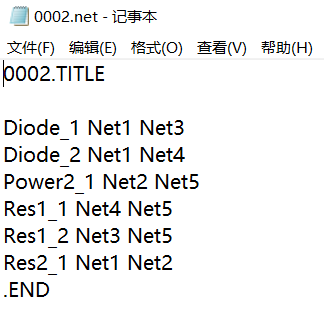 0002.net - 记事本
文件(F) 编辑(E) 格式(O) 查看(V) 帮助(H)
0002.TITLE
Diode_1 Net1 Net3
Diode_2 Net1 Net4
Power2_1 Net2 Net5
Res1_1 Net4 Net5
Res1_2 Net3 Net5
Res2_1 Net1 Net2
.END